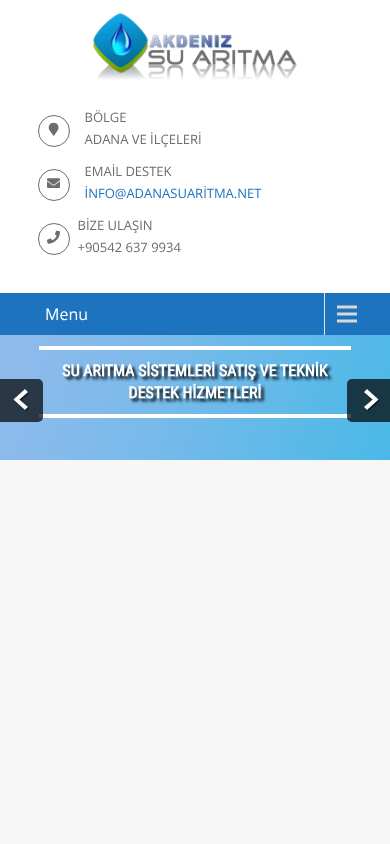 AKDENIZ
SU ARITMA
BÖLGE
ADANA VE İLÇELERİ
EMAİL DESTEK
İNFO@ADANASUARİTMA.NET
BİZE ULAŞIN
+90542 637 9934
Menu
SU ARITMA SİSTEMLERİ SATIŞ VE TEKNİK
DESTEK HİZMETLERİ